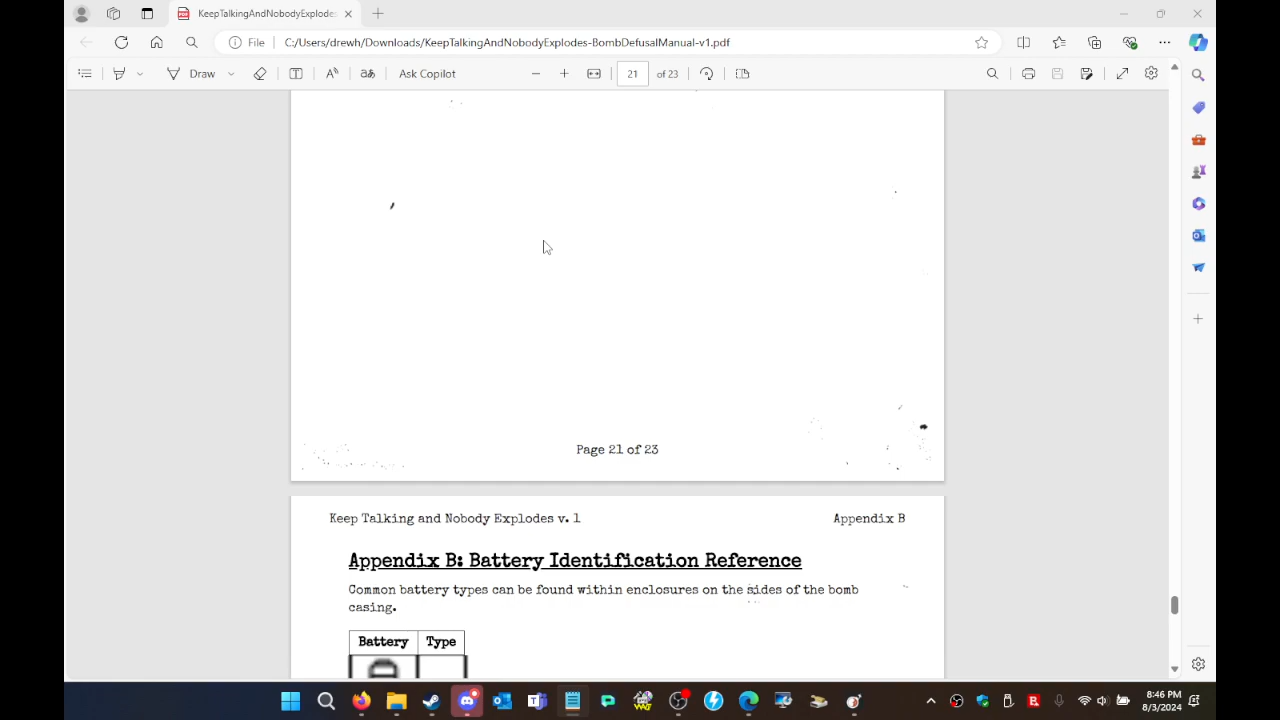 KeepTalkingAndNobodyExplodes
File
C:/Users/drewh/Downloads/KeepTalkingAndNobodyExplodes-BombDefusalManual-v1.pdf
Draw
Ask Copilot
21
of 23
Page 21 of 23
Keep Talking and Nobody Explodes v. 1
Appendix B
Appendix B: Battery Identification Reference
Common battery types can be found within enclosures on the sides of the bomb
casing.
Battery
Type
8:46 PM
8/3/2024